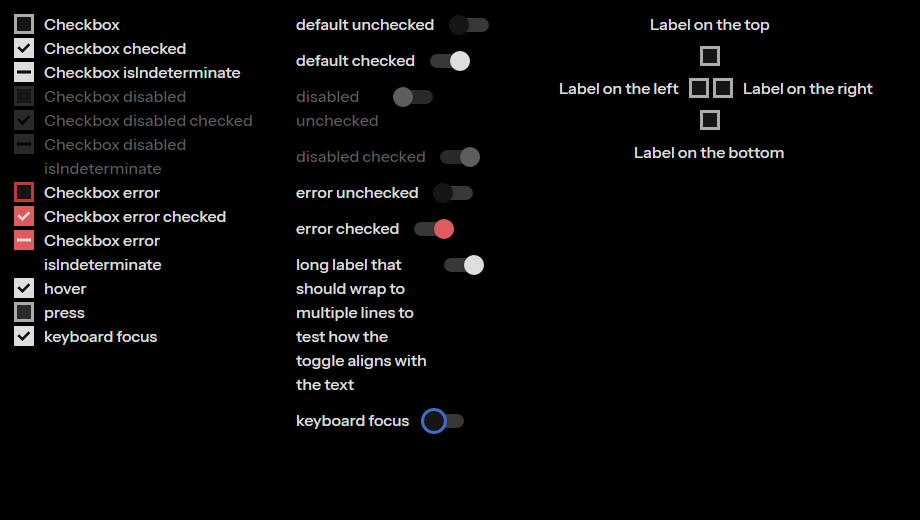 Checkbox
Checkbox checked
Checkbox isIndeterminate
Checkbox disabled
Checkbox disabled checked
Checkbox disabled
isIndeterminate
Checkbox error
Checkbox error checked
Checkbox error
isIndeterminate
hover
press
keyboard focus
default unchecked
default checked
disabled
unchecked
disabled checked
error unchecked
error checked
long label that
should wrap to
multiple lines to
test how the
toggle aligns with
the text
keyboard focus
Label on the top
Label on the left
Label on the right
Label on the bottom